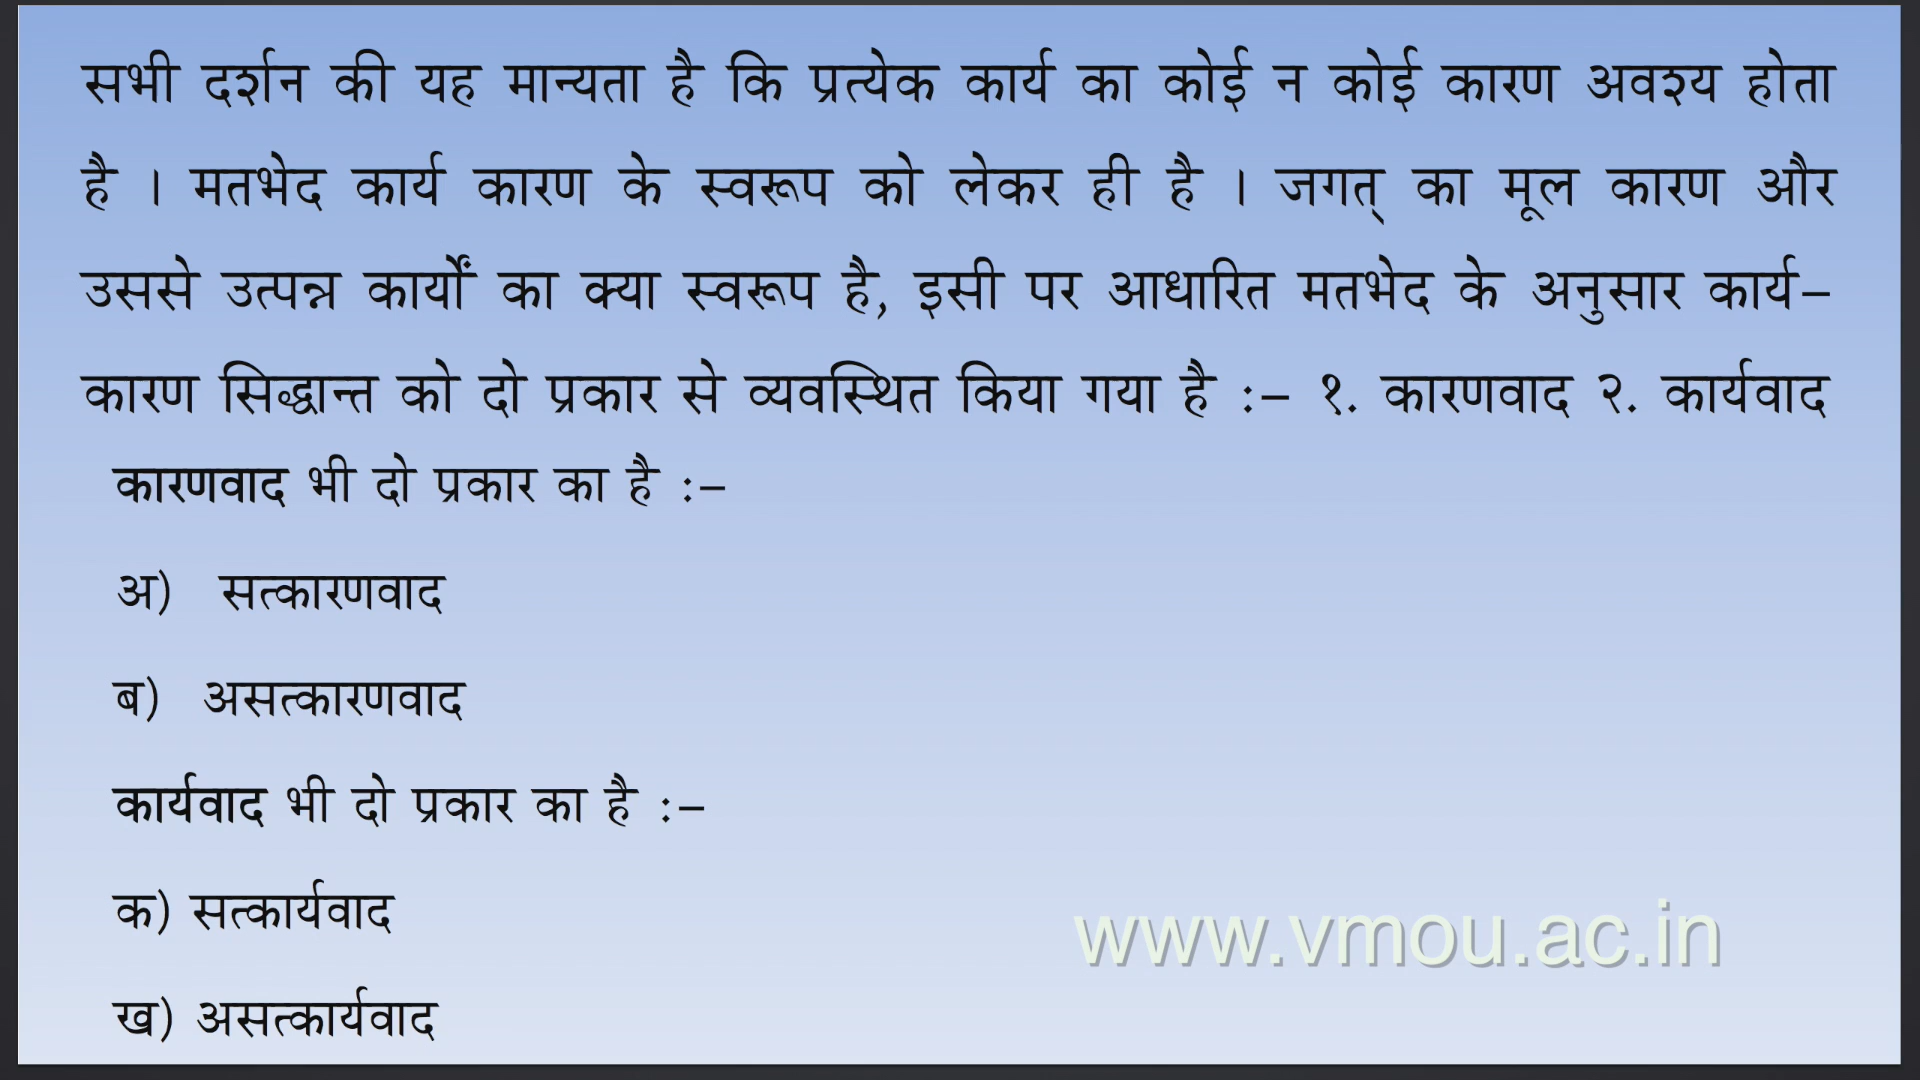 सभी दर्शन की यह मान्यता है कि प्रत्येक कार्य का कोई न कोई कारण अवश्य होता
है । मतभेद कार्य कारण के स्वरूप को लेकर ही है । जगत् का मूल कारण और
उससे उत्पन्न कार्यों का क्या स्वरूप है, इसी पर आधारित मतभेद के अनुसार कार्य-
कारण सिद्धान्त को दो प्रकार से व्यवस्थित किया गया है :- १. कारणवाद २. कार्यवाद
कारणवाद भी दो प्रकार का है :-
अ) सत्कारणवाद
ब) असत्कारणवाद
कार्यवाद भी दो प्रकार का है :-
क) सत्कार्यवाद
www.vmou.ac.in
ख) असत्कार्यवाद